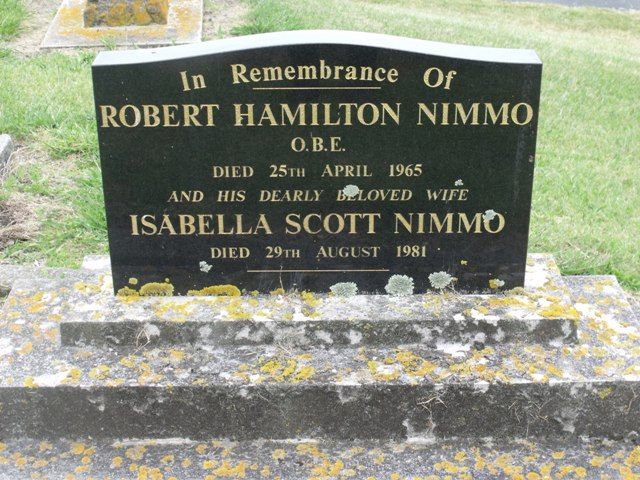 In Remembrance Of
ROBERT HAMILTON NIMMO
O.B.E.
DIED 25TH APRIL 1965
AND HIS DEARLY BELOVED WIFE
ISABELLA SCOTT NIMMO
DIED 29TH AUGUST 1981